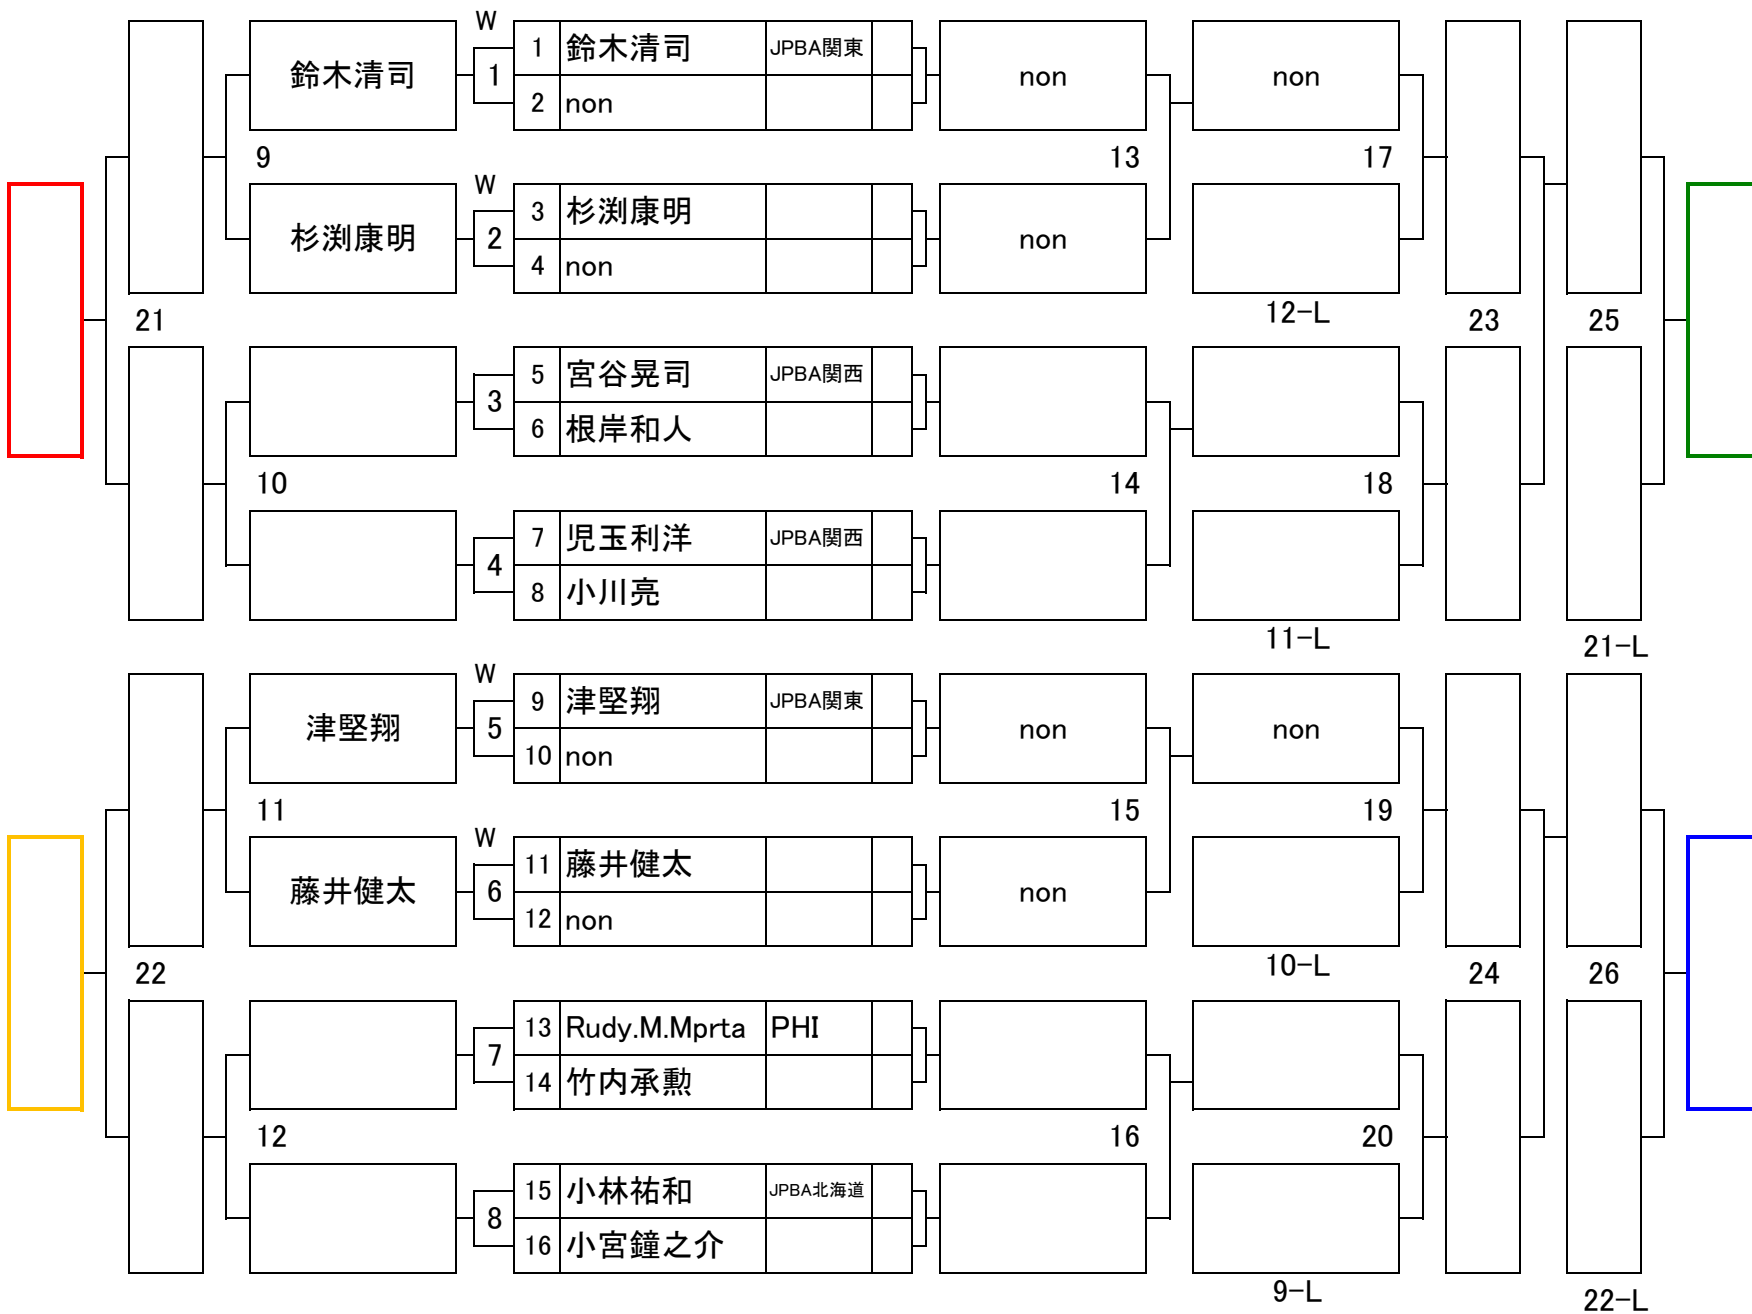 W
1 鈴木清司 JPBA関東
鈴木清司 1 non non
2 non
9 13 17
W
3 杉渕康明
杉渕康明 2 non
4 non
12-L
21 23 25
5 宮谷晃司 JPBA関西
3
6 根岸和人
10 14 18
7 児玉利洋 JPBA関西
4
8 小川亮
11-L
21-L
W
9 津堅翔 JPBA関東
津堅翔 5 non non
10 non
11 15 19
W
11 藤井健太
藤井健太 6 non
12 non
10-L
22 24 26
13 Rudy.M.Mprta PHI
7
14 竹内承勲
12 16 20
15 小林祐和 JPBA北海道
8
16 小宮鐘之介
9-L
22-L